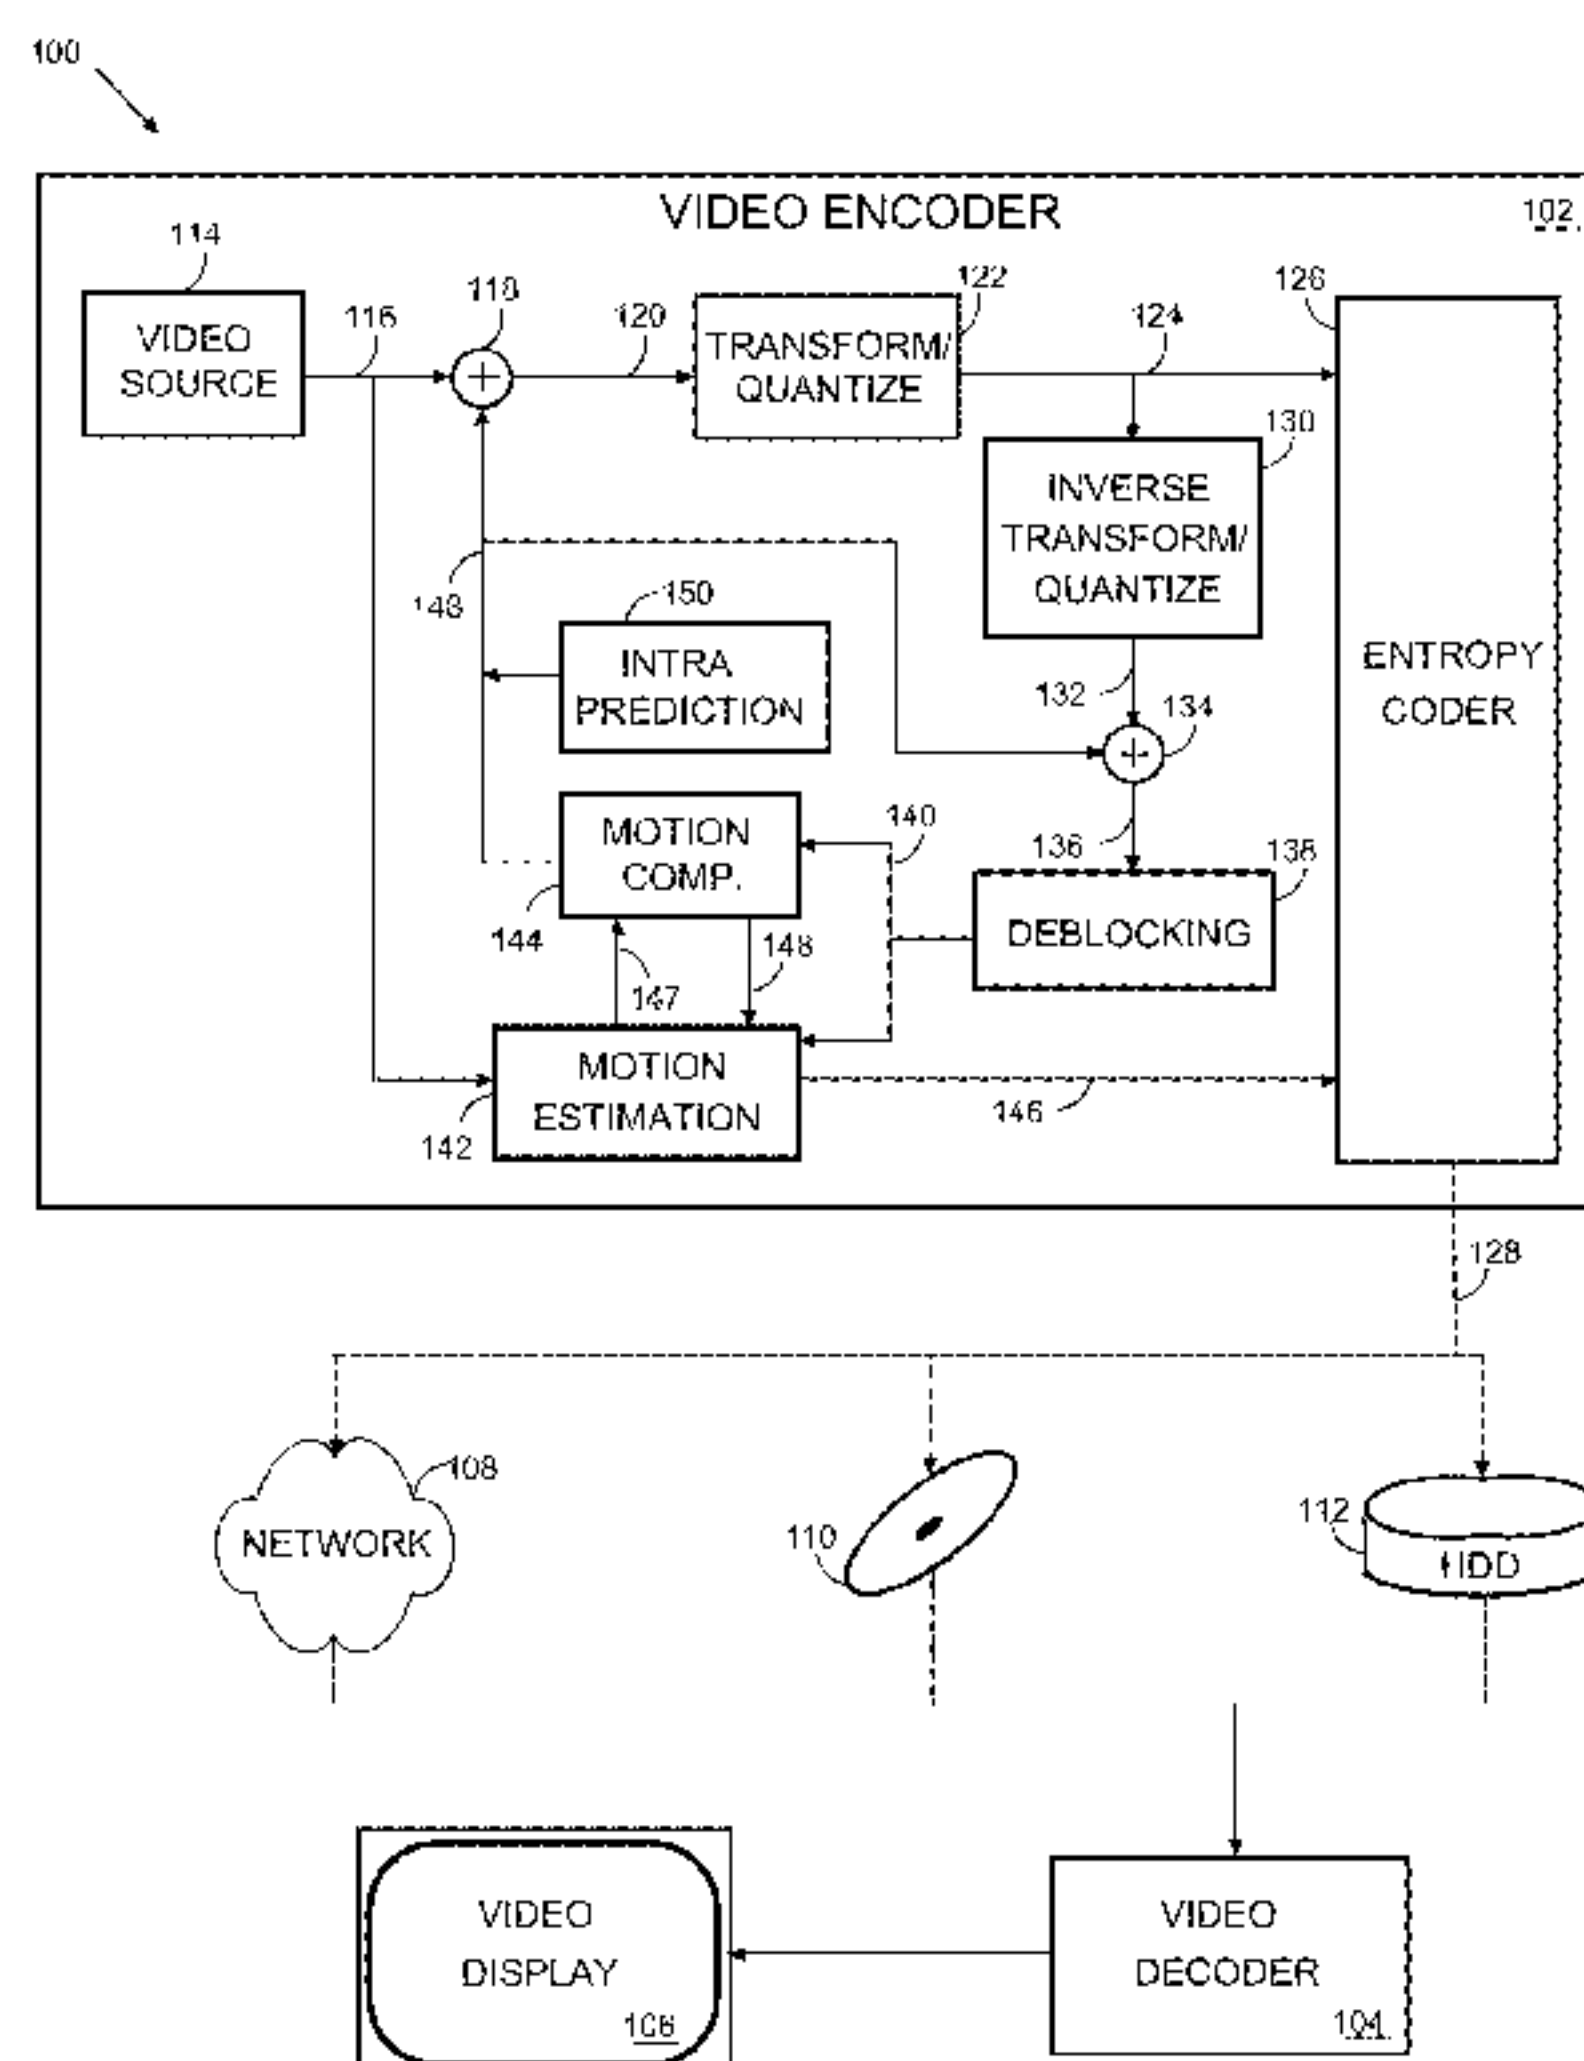 100
VIDEO ENCODER
102
114
VIDEO
SOURCE
116
118
120
122
TRANSFORM/
QUANTIZE
124
126
130
INVERSE
TRANSFORM/
QUANTIZE
ENTROPY
CODER
143
150
INTRA
PREDICTION
132
134
136
138
DEBLOCKING
140
MOTION
COMP.
144
147
148
MOTION
ESTIMATION
142
146
128
108
NETWORK
110
112
HDD
VIDEO
DISPLAY
106
VIDEO
DECODER
104